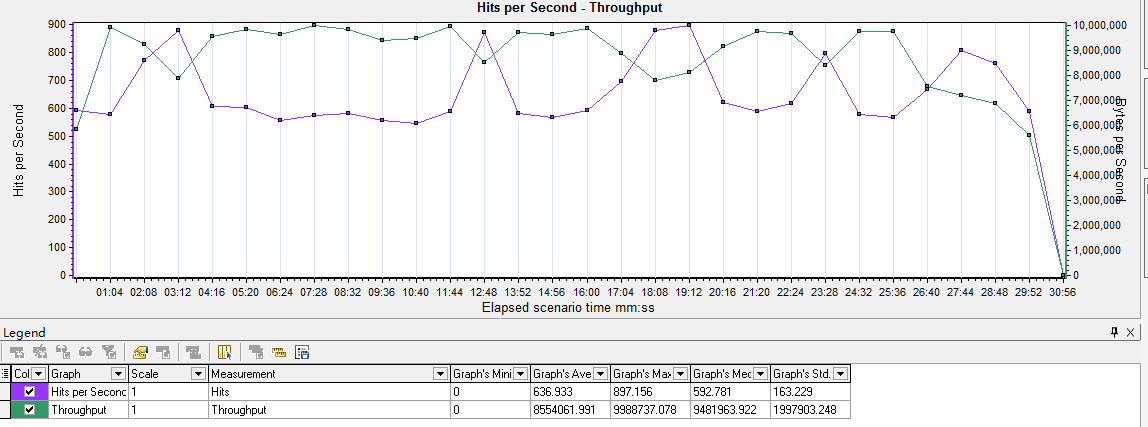 Hits per Second - Throughput
Hits per Second
Bytes per Second
900
800
700
600
500
400
300
200
100
0
10,000,000
9,000,000
8,000,000
7,000,000
6,000,000
5,000,000
4,000,000
3,000,000
2,000,000
1,000,000
0
01:04 02:08 03:12 04:16 05:20 06:24 07:28 08:32 09:36 10:40 11:44 12:48 13:52 14:56 16:00 17:04 18:08 19:12 20:16 21:20 22:24 23:28 24:32 25:36 26:40 27:44 28:48 29:52 30:56
Elapsed scenario time mm:ss
Legend
Col Graph Scale Measurement Graph's Mini Graph's Ave Graph's Max Graph's Med Graph's Std.
Hits per Second 1 Hits 0 636.933 897.156 592.781 163.229
Throughput 1 Throughput 0 8554061.991 9988737.078 9481963.922 1997903.248